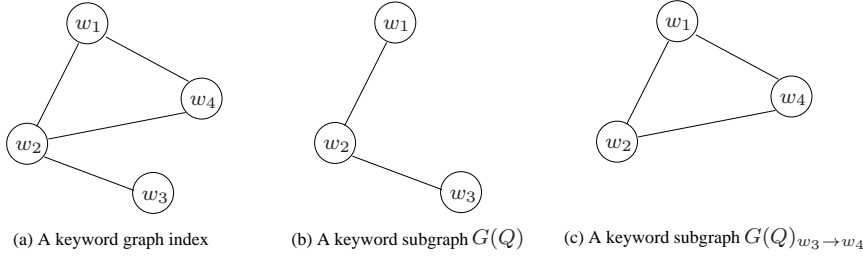 w₁
w₄
w₂
w₃
(a) A keyword graph index
w₁
w₂
w₃
(b) A keyword subgraph G(Q)
w₁
w₄
w₂
(c) A keyword subgraph G(Q)w₃→w₄